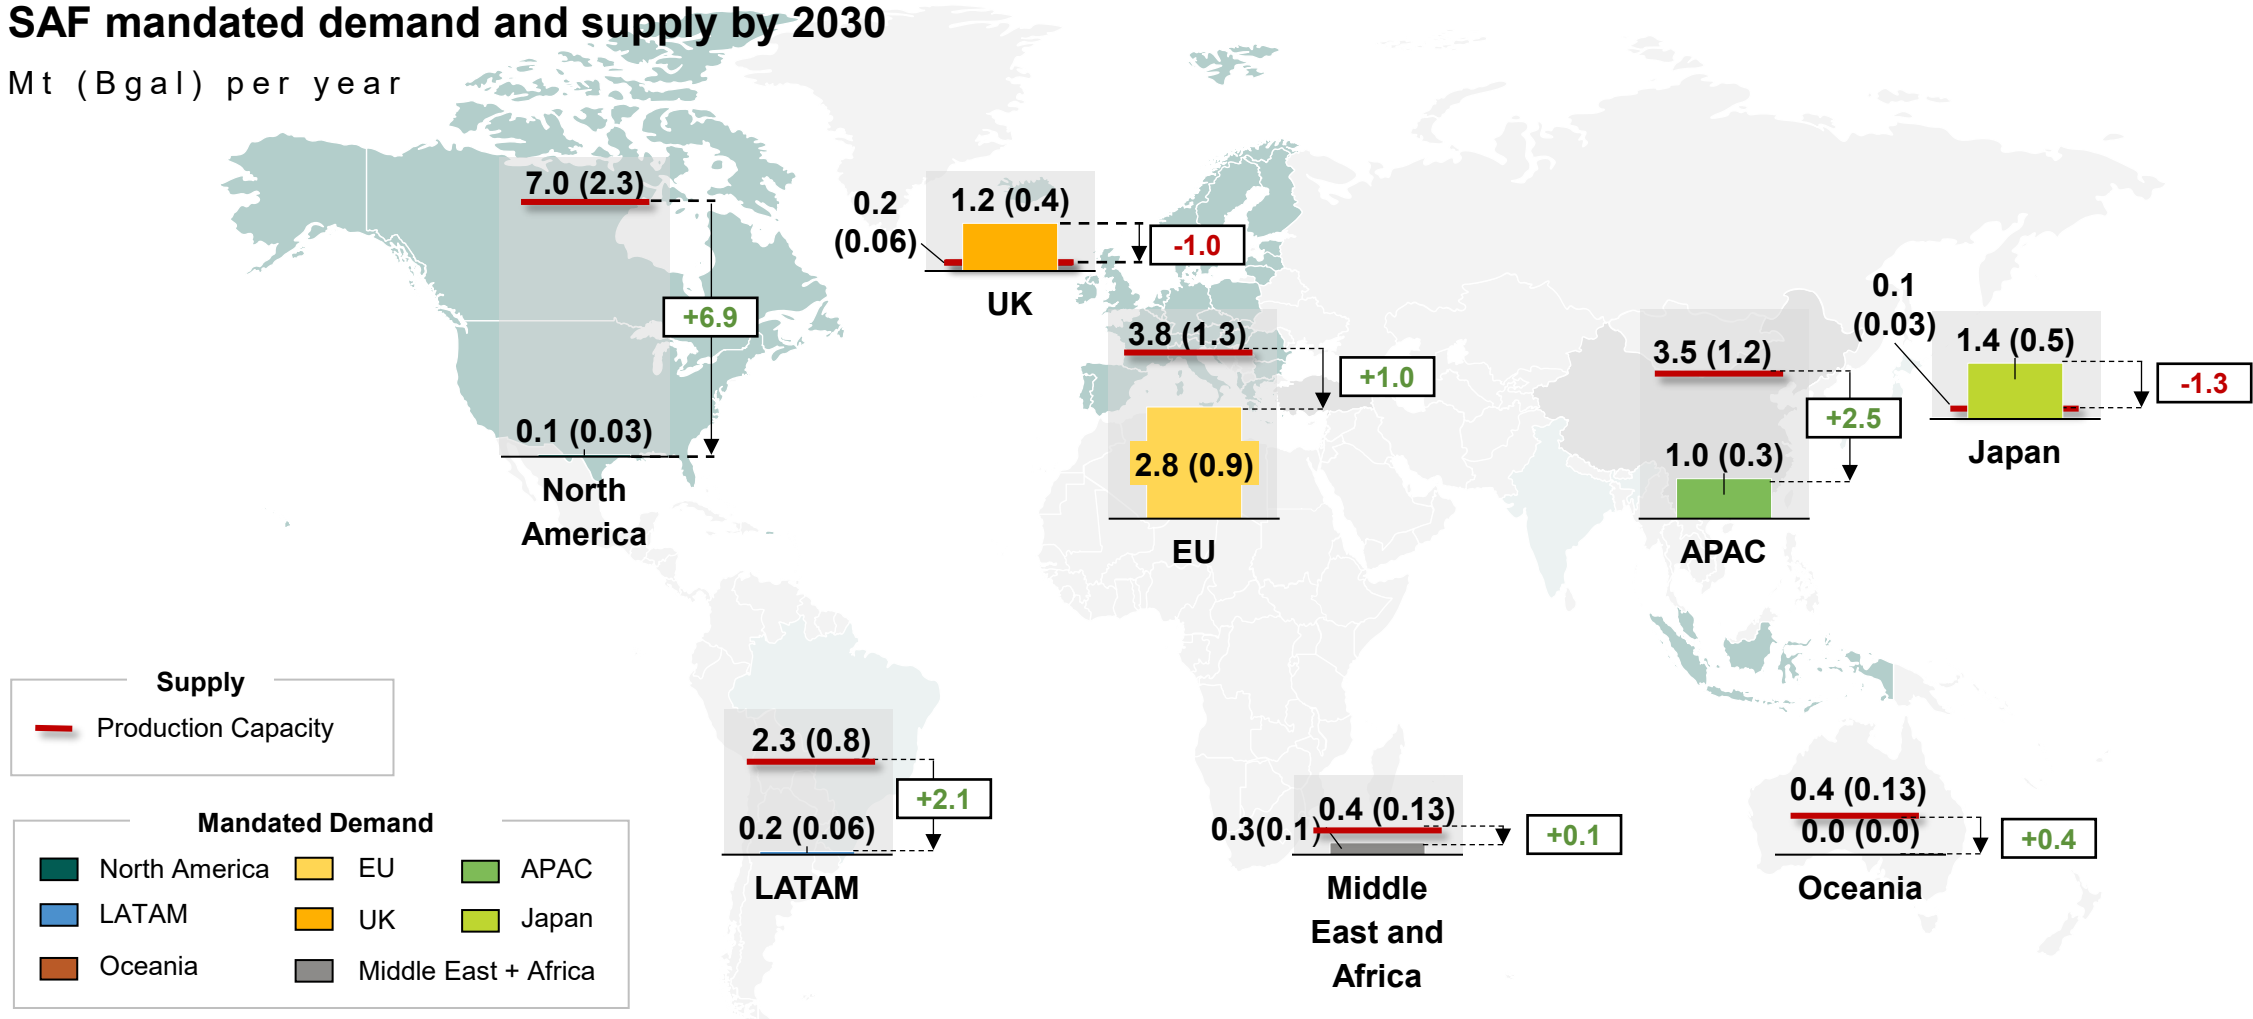 SAF mandated demand and supply by 2030
Mt (Bgal) per year
7.0 (2.3)
+6.9
0.1 (0.03)
North
America
0.2
(0.06)
1.2 (0.4)
-1.0
UK
3.8 (1.3)
+1.0
2.8 (0.9)
EU
3.5 (1.2)
+2.5
1.0 (0.3)
APAC
0.1
(0.03)
1.4 (0.5)
-1.3
Japan
2.3 (0.8)
+2.1
0.2 (0.06)
LATAM
0.4 (0.13)
0.3(0.1)
+0.1
Middle
East and
Africa
0.4 (0.13)
0.0 (0.0)
+0.4
Oceania
Supply
Production Capacity
Mandated Demand
North America
EU
APAC
LATAM
UK
Japan
Oceania
Middle East + Africa